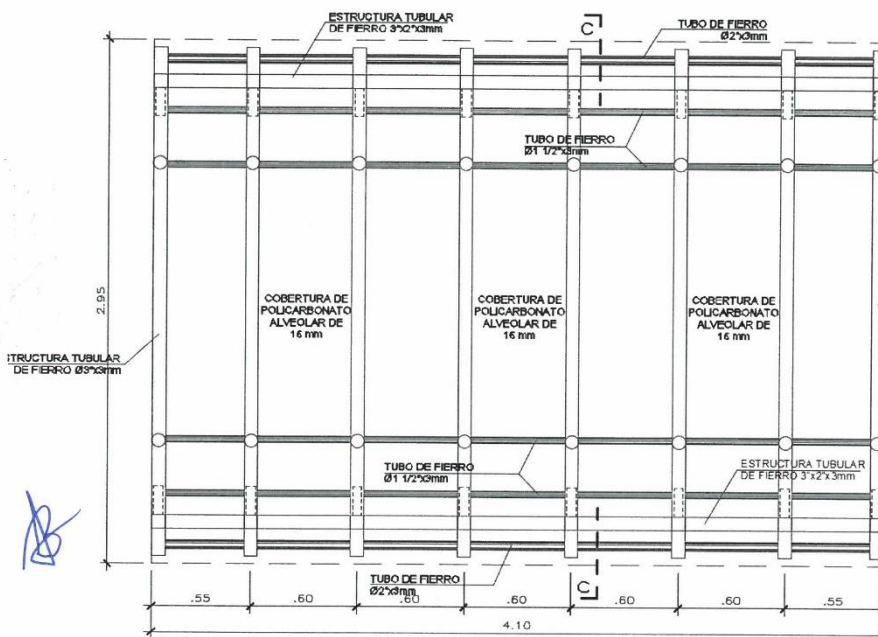 ESTRUCTURA TUBULAR
DE FIERRO 3"x2"x3mm
C
TUBO DE FIERRO
Ø2"x3mm
TUBO DE FIERRO
Ø1 1/2"x3mm
2.95
COBERTURA DE
POLICARBONATO
ALVEOLAR DE
16 mm
COBERTURA DE
POLICARBONATO
ALVEOLAR DE
16 mm
COBERTURA DE
POLICARBONATO
ALVEOLAR DE
16 mm
STRUCTURA TUBULAR
DE FIERRO Ø3"x3mm
TUBO DE FIERRO
Ø1 1/2"x3mm
ESTRUCTURA TUBULAR
DE FIERRO 3"x2"x3mm
TUBO DE FIERRO
Ø2"x3mm
C
.55 .60 .60 .60 .60 .60 .55
4.10